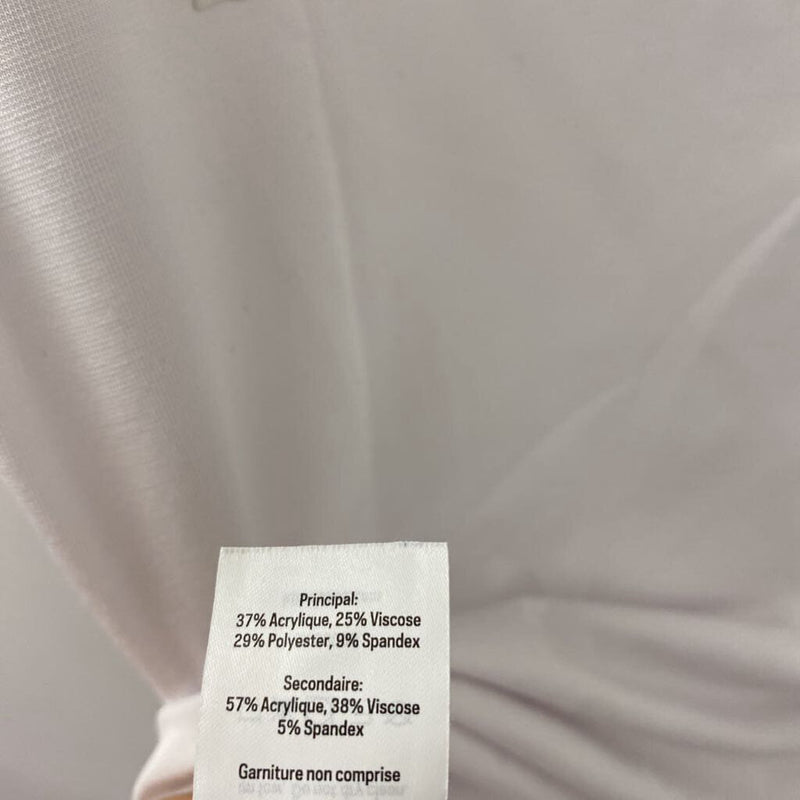 Principal:
37% Acrylique, 25% Viscose
29% Polyester, 9% Spandex
Secondaire:
57% Acrylique, 38% Viscose
5% Spandex
Garniture non comprise